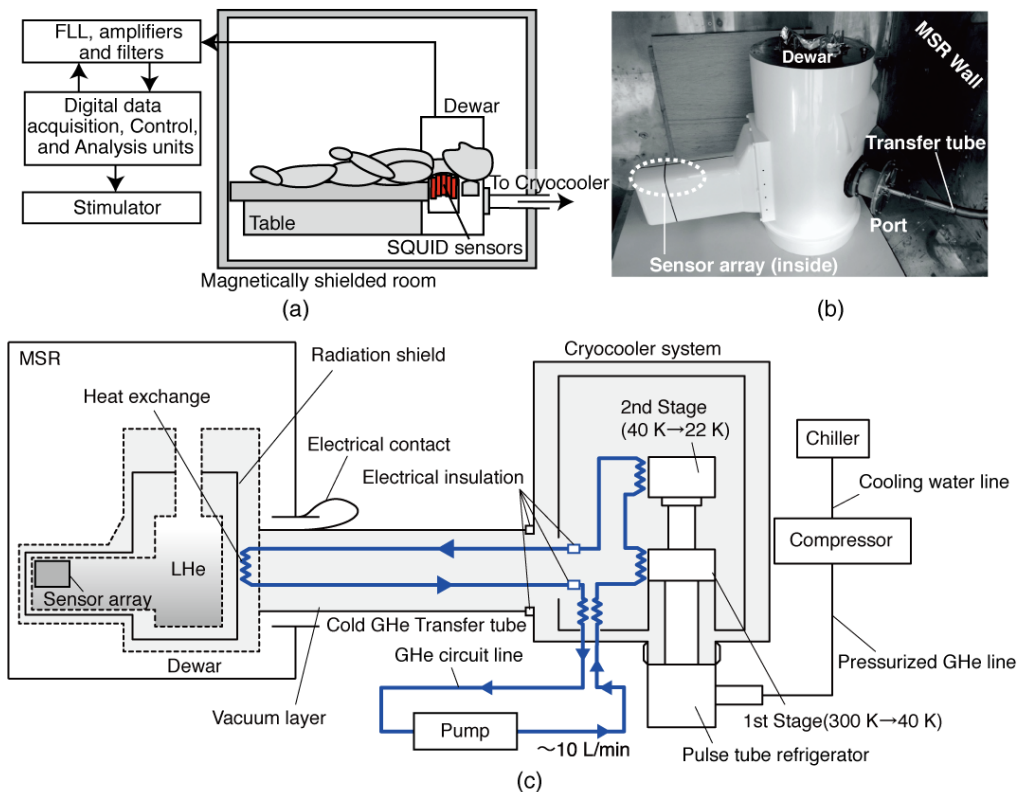 FLL, amplifiers
and filters
Digital data
acquisition, Control,
and Analysis units
Stimulator
Dewar
To Cryocooler
Table
SQUID sensors
Magnetically shielded room
(a)
Dewar
MSR Wall
Transfer tube
Port
Sensor array (inside)
(b)
MSR
Radiation shield
Heat exchange
Electrical contact
Electrical insulation
LHe
Sensor array
Dewar
Vacuum layer
Cold GHe Transfer tube
GHe circuit line
Pump
~10 L/min
Cryocooler system
2nd Stage
(40 K→22 K)
Chiller
Cooling water line
Compressor
Pressurized GHe line
1st Stage(300 K→40 K)
Pulse tube refrigerator
(c)